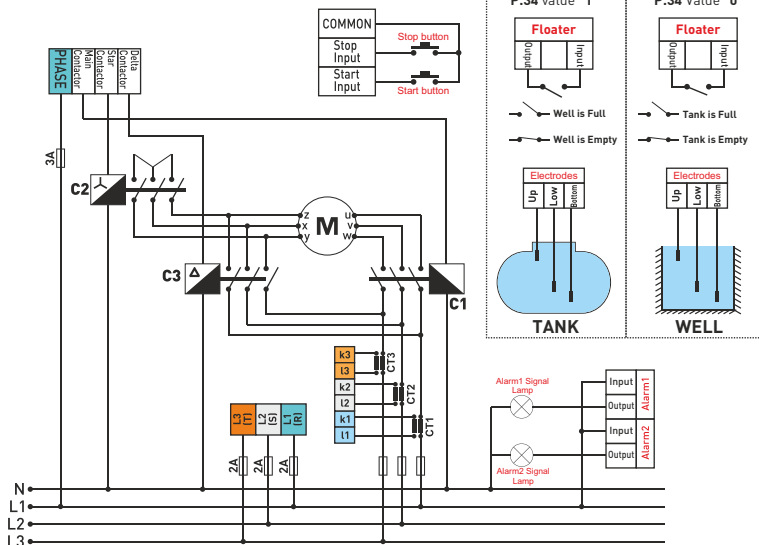 P.34 Value "1"
P.34 Value "0"
COMMON
Stop
Input
Start
Input
Stop button
Start button
Floater
Output
Input
Well is Full
Well is Empty
Floater
Output
Input
Tank is Full
Tank is Empty
PHASE
Main
Contactor
Star
Contactor
Delta
Contactor
3A
C2
M
z
x
y
u
v
w
C3
C1
Electrodes
Up
Low
Bottom
TANK
Electrodes
Up
Low
Bottom
WELL
k3
l3
k2
l2
k1
l1
CT3
CT2
CT1
L3
(T)
L2
(S)
L1
(R)
2A
2A
2A
Alarm1 Signal
Lamp
Alarm2 Signal
Lamp
Input
Output
Alarm1
Input
Output
Alarm2
N
L1
L2
L3